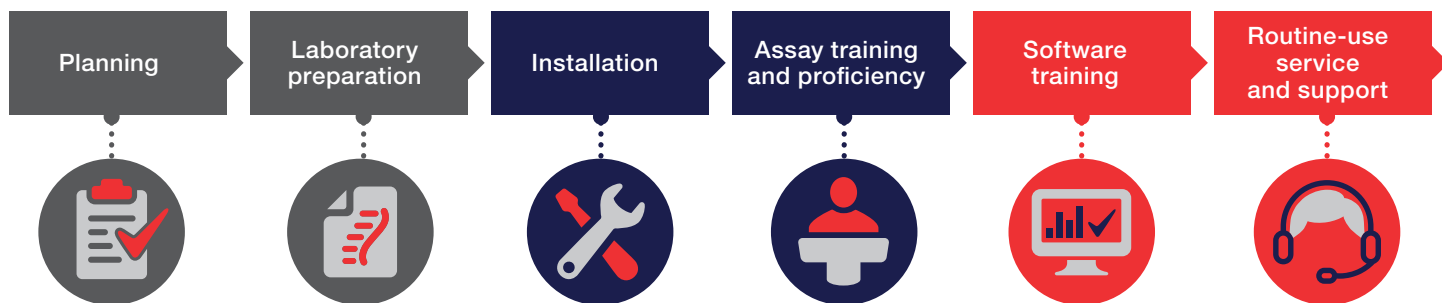 Planning
Laboratory
preparation
Installation
Assay training
and proficiency
Software
training
Routine-use
service
and support